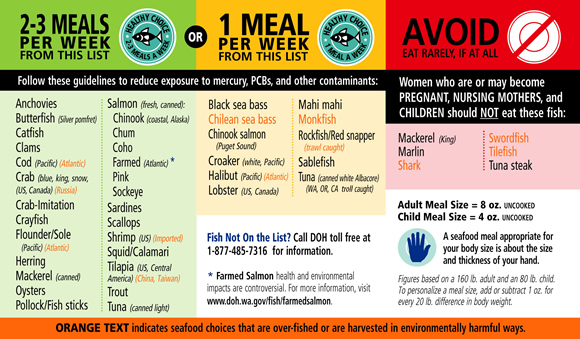 2-3 MEALS
PER WEEK
FROM THIS LIST
HEALTHY CHOICE
2-3 MEALS A WEEK
OR
1 MEAL
PER WEEK
FROM THIS LIST
HEALTHY CHOICE
1 MEAL A WEEK
AVOID
EAT RARELY, IF AT ALL
Follow these guidelines to reduce exposure to mercury, PCBs, and other contaminants:
Anchovies
Butterfish (Silver pomfret)
Catfish
Clams
Cod (Pacific) (Atlantic)
Crab (blue, king, snow,
(US, Canada) (Russia)
Crab-Imitation
Crayfish
Flounder/Sole
(Pacific) (Atlantic)
Herring
Mackerel (canned)
Oysters
Pollock/Fish sticks
Salmon (fresh, canned):
Chinook (coastal, Alaska)
Chum
Coho
Farmed (Atlantic) *
Pink
Sockeye
Sardines
Scallops
Shrimp (US) (Imported)
Squid/Calamari
Tilapia (US, Central
America) (China, Taiwan)
Trout
Tuna (canned light)
Black sea bass
Chilean sea bass
Chinook salmon
(Puget Sound)
Croaker (white, Pacific)
Halibut (Pacific) (Atlantic)
Lobster (US, Canada)
Mahi mahi
Monkfish
Rockfish/Red snapper
(trawl caught)
Sablefish
Tuna (canned white Albacore)
(WA, OR, CA troll caught)
Fish Not On the List? Call DOH toll free at
1-877-485-7316 for information.
* Farmed Salmon health and environmental
impacts are controversial. For more information, visit
www.doh.wa.gov/fish/farmedsalmon.
Women who are or may become
PREGNANT, NURSING MOTHERS, and
CHILDREN should NOT eat these fish:
Mackerel (King)
Marlin
Shark
Swordfish
Tilefish
Tuna steak
Adult Meal Size = 8 oz. UNCOOKED
Child Meal Size = 4 oz. UNCOOKED
A seafood meal appropriate for
your body size is about the size
and thickness of your hand.
Figures based on a 160 lb. adult and an 80 lb. child.
To personalize a meal size, add or subtract 1 oz. for
every 20 lb. difference in body weight.
ORANGE TEXT indicates seafood choices that are over-fished or are harvested in environmentally harmful ways.